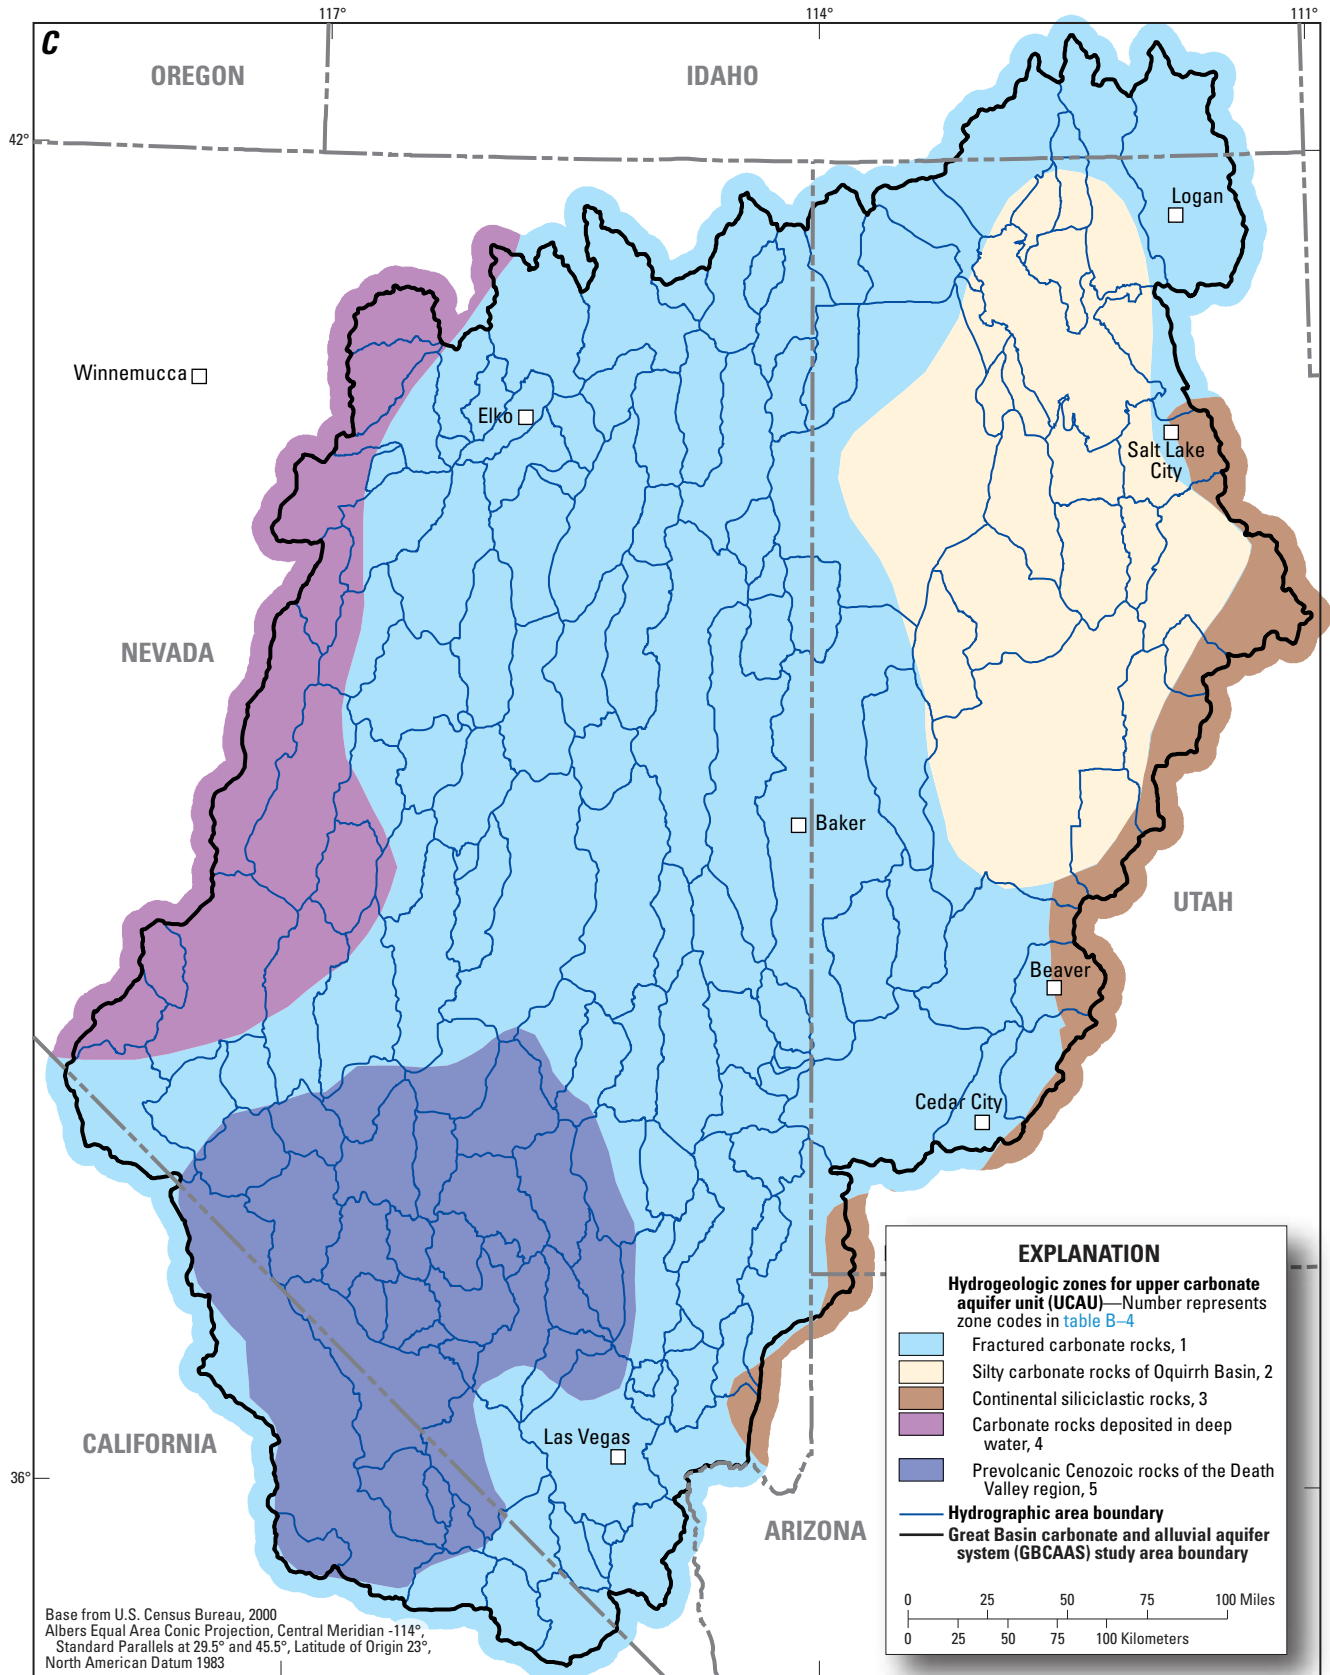 117°
114°
111°
C
OREGON
IDAHO
42°
Logan
Winnemucca
Elko
Salt Lake
City
NEVADA
Baker
UTAH
Beaver
Cedar City
CALIFORNIA
Las Vegas
36°
ARIZONA
EXPLANATION
Hydrogeologic zones for upper carbonate
aquifer unit (UCAU)—Number represents
zone codes in table B–4
Fractured carbonate rocks, 1
Silty carbonate rocks of Oquirrh Basin, 2
Continental siliciclastic rocks, 3
Carbonate rocks deposited in deep
water, 4
Prevolcanic Cenozoic rocks of the Death
Valley region, 5
Hydrographic area boundary
Great Basin carbonate and alluvial aquifer
system (GBCAAS) study area boundary
0 25 50 75 100 Miles
0 25 50 75 100 Kilometers
Base from U.S. Census Bureau, 2000
Albers Equal Area Conic Projection, Central Meridian -114°,
Standard Parallels at 29.5° and 45.5°, Latitude of Origin 23°,
North American Datum 1983